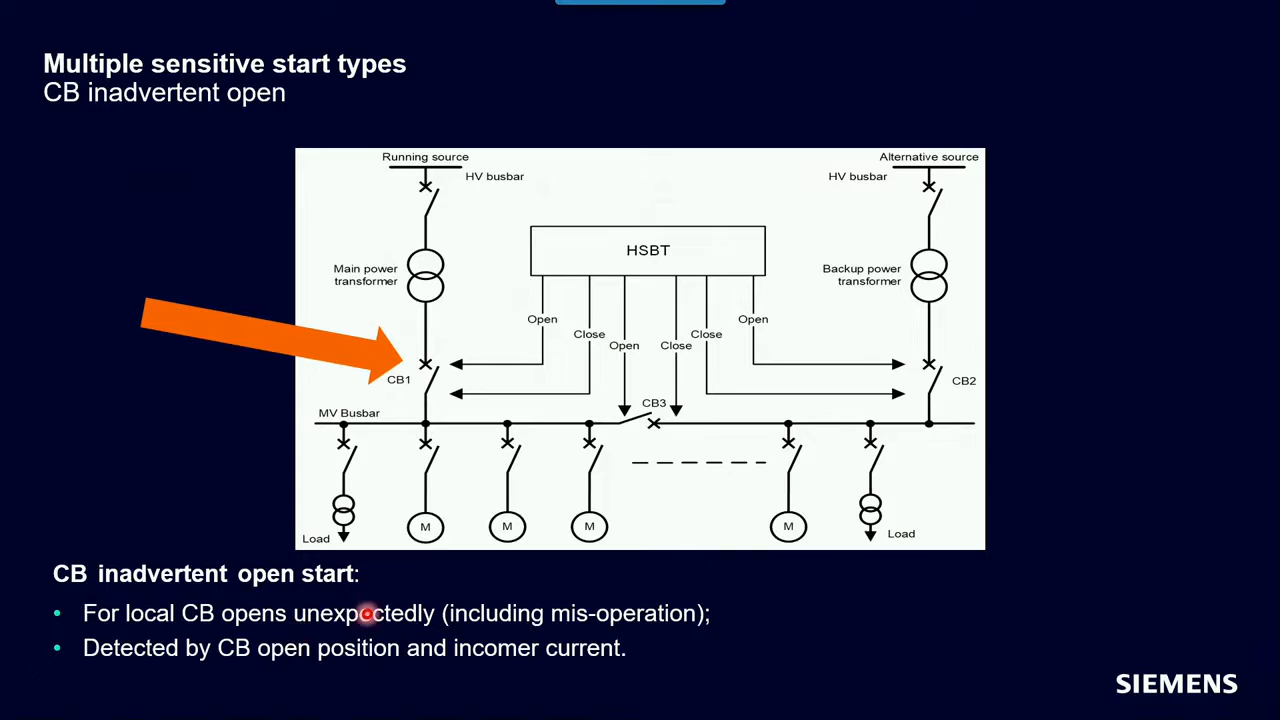 Multiple sensitive start types
CB inadvertent open
Running source
Alternative source
HV busbar
HV busbar
HSBT
Main power
transformer
Backup power
transformer
Open
Close
Open
Close
Close
Open
CB1
CB2
CB3
MV Busbar
M
M
M
M
Load
Load
CB inadvertent open start:
• For local CB opens unexpectedly (including mis-operation);
• Detected by CB open position and incomer current.
SIEMENS